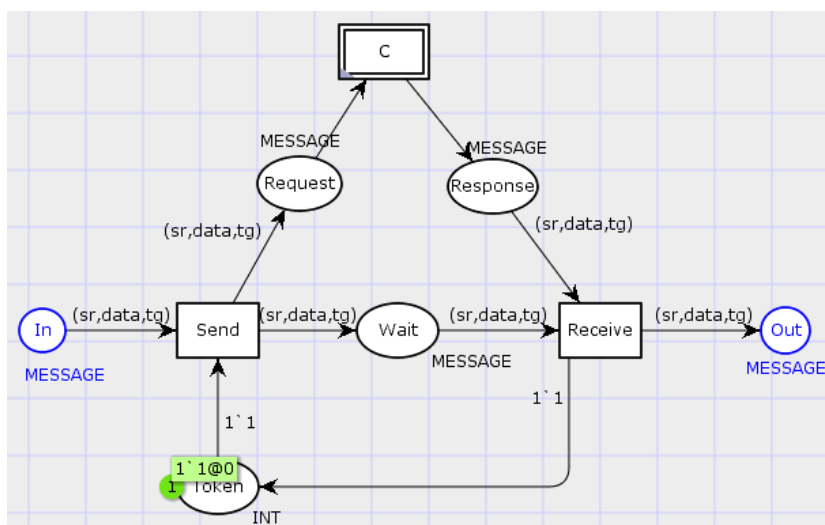 C
MESSAGE
MESSAGE
Request
Response
(sr,data,tg)
(sr,data,tg)
In
(sr,data,tg)
Send
(sr,data,tg)
Wait
(sr,data,tg)
Receive
(sr,data,tg)
Out
MESSAGE
MESSAGE
MESSAGE
1`1
1`1
1`1@0
1
Token
INT